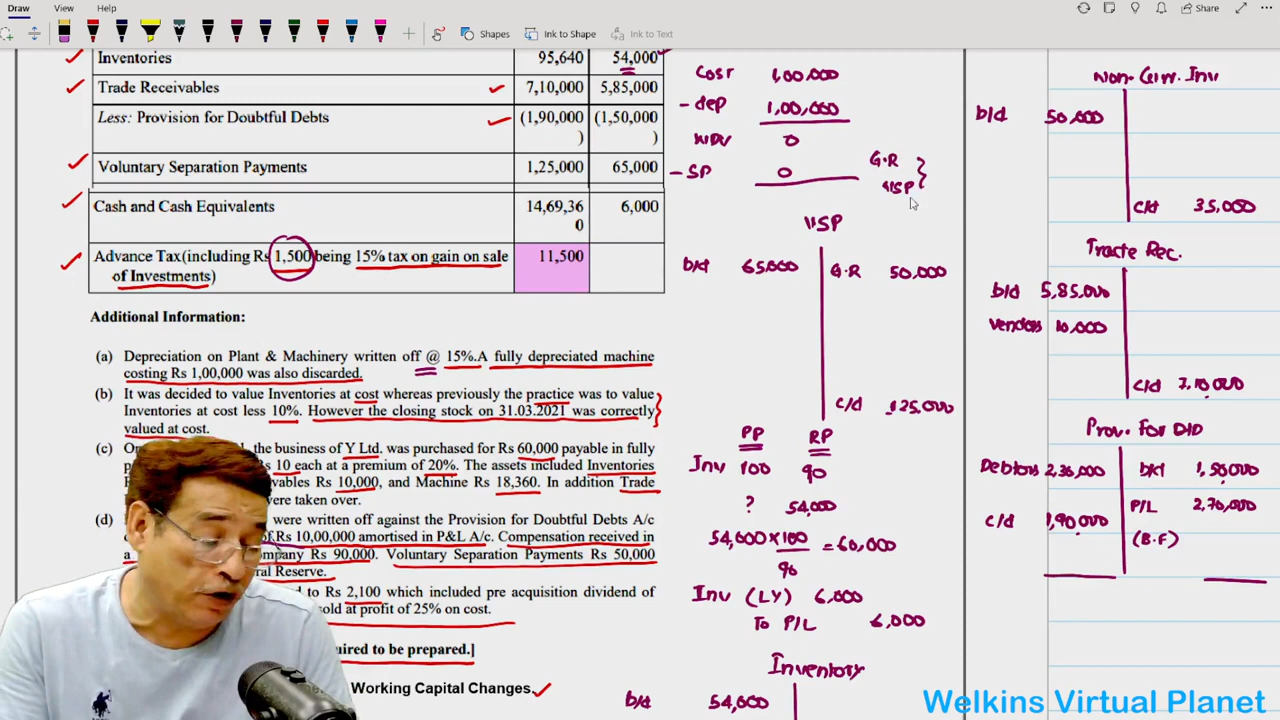 Draw View Help
Share
Shapes Ink to Shape Ink to Text
Inventories 95,640 54,000
Trade Receivables 7,10,000 5,85,000
Less: Provision for Doubtful Debts (1,90,000 (1,50,000
) )
Voluntary Separation Payments 1,25,000 65,000
Cash and Cash Equivalents 14,69,36 6,000
0
Advance Tax(including Rs 1,500 being 15% tax on gain on sale 11,500
of Investments)
Additional Information:
(a) Depreciation on Plant & Machinery written off @ 15%.A fully depreciated machine
costing Rs 1,00,000 was also discarded.
(b) It was decided to value Inventories at cost whereas previously the practice was to value
Inventories at cost less 10%. However the closing stock on 31.03.2021 was correctly
valued at cost.
(c) the business of Y Ltd. was purchased for Rs 60,000 payable in fully
10 each at a premium of 20%. The assets included Inventories
Rs 10,000, and Machine Rs 18,360. In addition Trade
were taken over.
(d) were written off against the Provision for Doubtful Debts A/c
of Rs 10,00,000 amortised in P&L A/c. Compensation received in
Rs 90,000. Voluntary Separation Payments Rs 50,000
Reserve.
to Rs 2,100 which included pre acquisition dividend of
sold at profit of 25% on cost.
to be prepared.]
Working Capital Changes.
Cost 1,00,000
- dep 1,00,000
WDV 0
- SP 0
G.R
VSP
VSP
b/d 65,000 G.R 50,000
c/d 125,000
PP RP
Inv 100 90
? 54,000
54,000 x 100 = 60,000
90
Inv (LY) 6,000
To P/L 6,000
Inventory
b/d 54,000
Non-Curr. Inv
b/d 50,000
c/d 35,000
Trade Rec.
b/d 5,85,000
Vendors 10,000
c/d 7,10,000
Prov. For D/D
Debtors 2,30,000 b/d 1,50,000
P/L 2,70,000
c/d 1,90,000
(B.F)
Welkins Virtual Planet